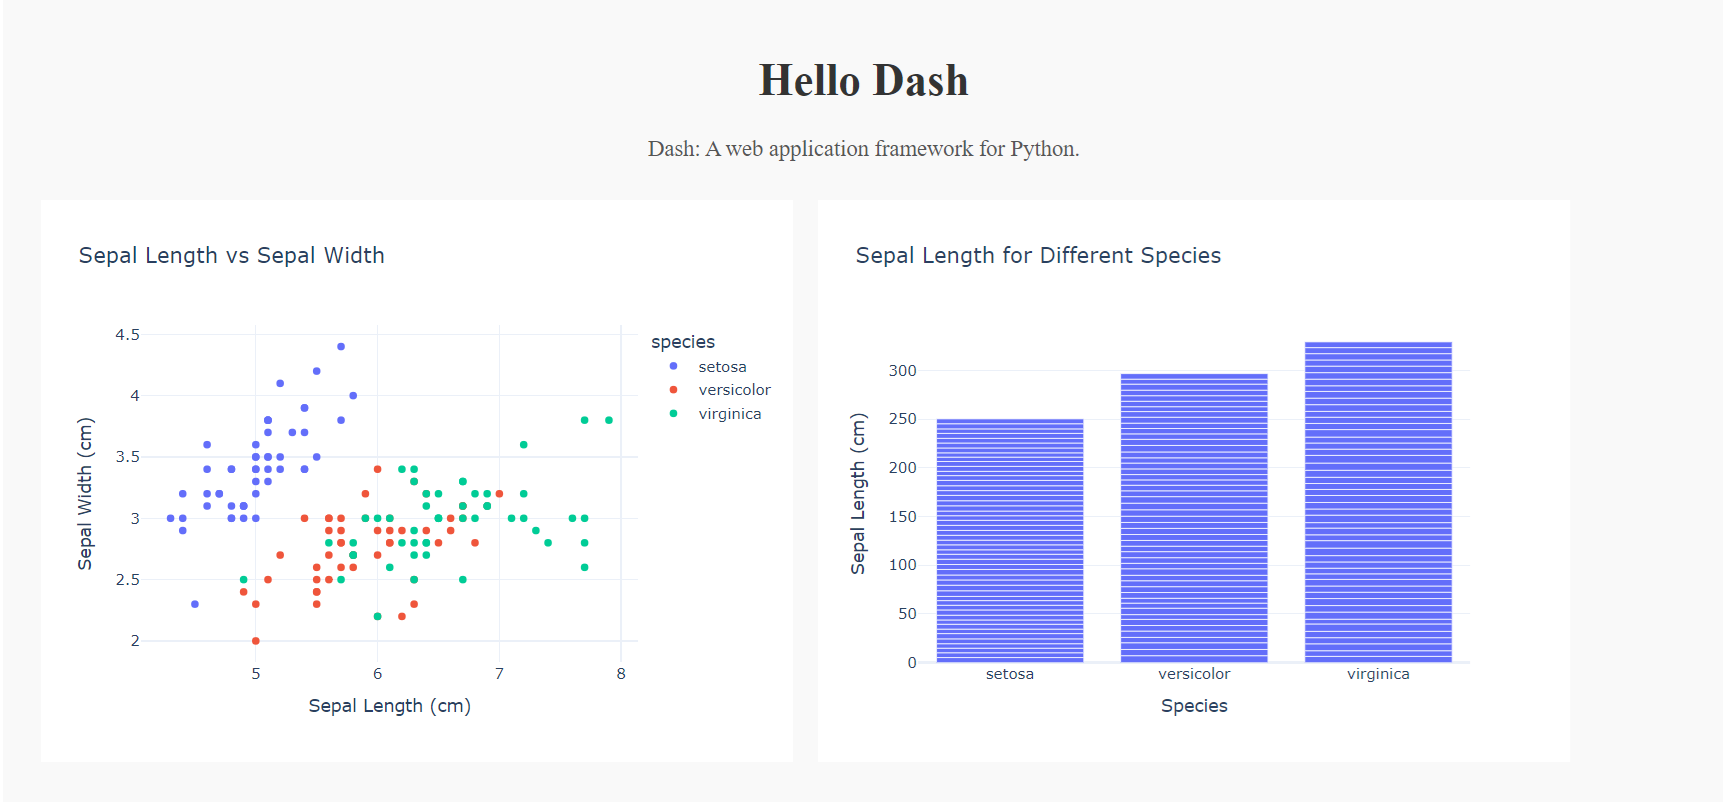 Hello Dash
Dash: A web application framework for Python.
Sepal Length vs Sepal Width
4.5
4
3.5
3
2.5
2
Sepal Width (cm)
5 6 7 8
Sepal Length (cm)
species
setosa
versicolor
virginica
Sepal Length for Different Species
300
250
200
150
100
50
0
Sepal Length (cm)
setosa versicolor virginica
Species